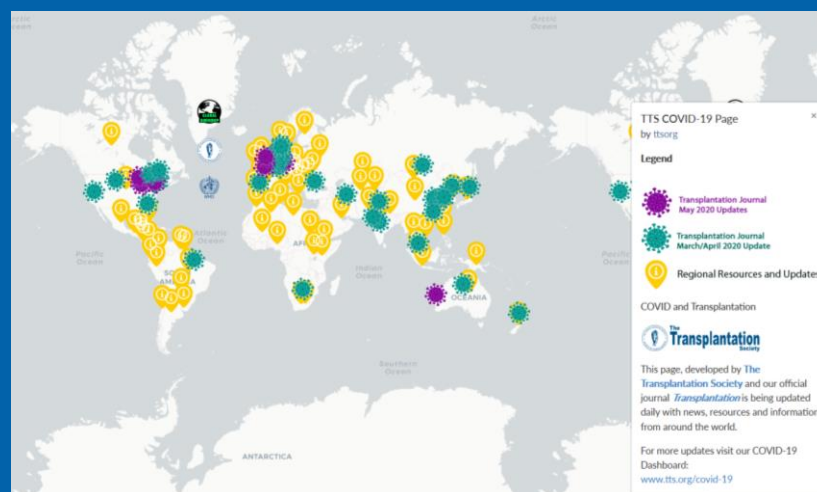 Arctic
Ocean
Arctic
Ocean
Atlantic
Ocean
Pacific
Ocean
AFRICA
SOUTH
AMERICA
Indian
Ocean
OCEANIA
Southern
Ocean
ANTARCTICA
TTS COVID-19 Page
×
by ttsorg
Legend
Transplantation Journal
May 2020 Updates
Transplantation Journal
March/April 2020 Update
Regional Resources and Updates
COVID and Transplantation
The
Transplantation
Society
This page, developed by The
Transplantation Society and our official
journal Transplantation is being updated
daily with news, resources and information
from around the world.
For more updates visit our COVID-19
Dashboard:
www.tts.org/covid-19